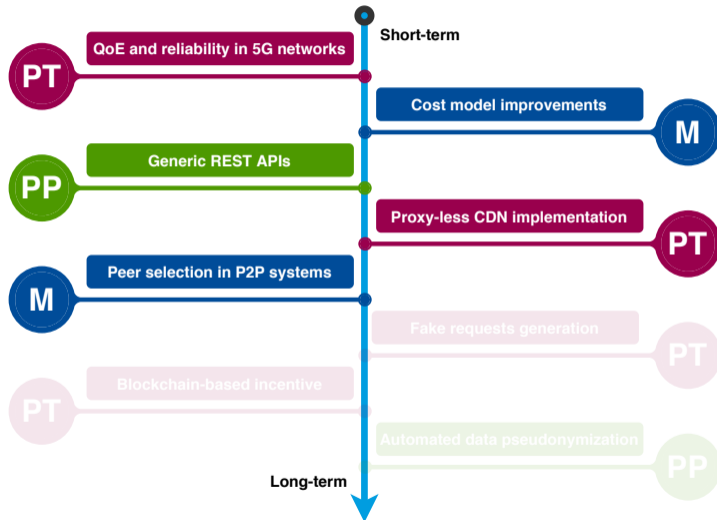 Short-term
QoE and reliability in 5G networks
PT
Cost model improvements
M
Generic REST APIs
PP
Proxy-less CDN implementation
PT
Peer selection in P2P systems
M
Fake requests generation
PT
Blockchain-based incentive
PT
Automated data pseudonymization
PP
Long-term